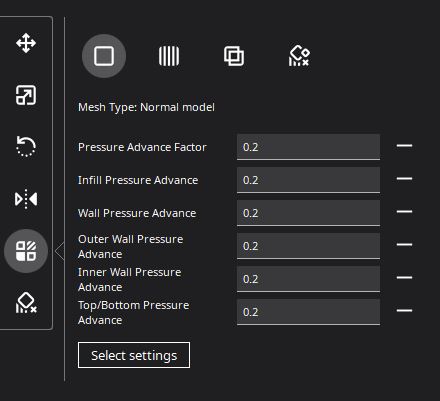 Mesh Type: Normal model
Pressure Advance Factor 0.2
Infill Pressure Advance 0.2
Wall Pressure Advance 0.2
Outer Wall Pressure
Advance 0.2
Inner Wall Pressure
Advance 0.2
Top/Bottom Pressure
Advance 0.2
Select settings